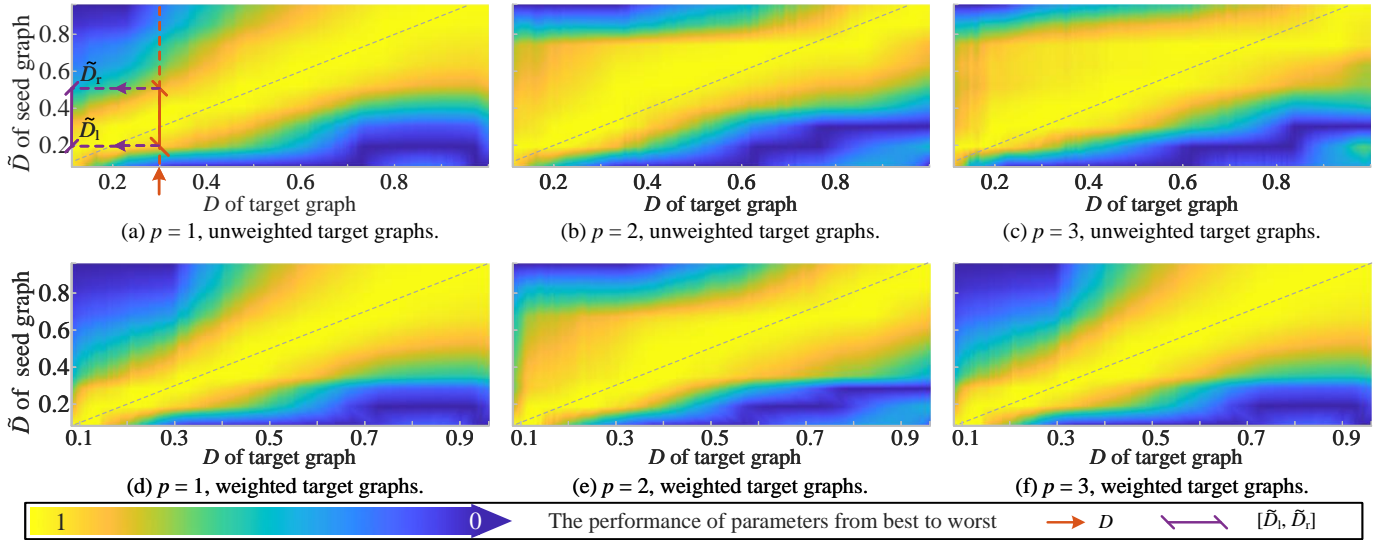 D̃ of seed graph
0.8
0.6
0.4
0.2
D̃r
D̃l
0.2 0.4 0.6 0.8
D of target graph
(a) p = 1, unweighted target graphs.
0.2 0.4 0.6 0.8
D of target graph
(b) p = 2, unweighted target graphs.
0.2 0.4 0.6 0.8
D of target graph
(c) p = 3, unweighted target graphs.
D̃ of seed graph
0.8
0.6
0.4
0.2
0.1 0.3 0.5 0.7 0.9
D of target graph
(d) p = 1, weighted target graphs.
0.1 0.3 0.5 0.7 0.9
D of target graph
(e) p = 2, weighted target graphs.
0.1 0.3 0.5 0.7 0.9
D of target graph
(f) p = 3, weighted target graphs.
1 0 The performance of parameters from best to worst D [D̃l, D̃r]